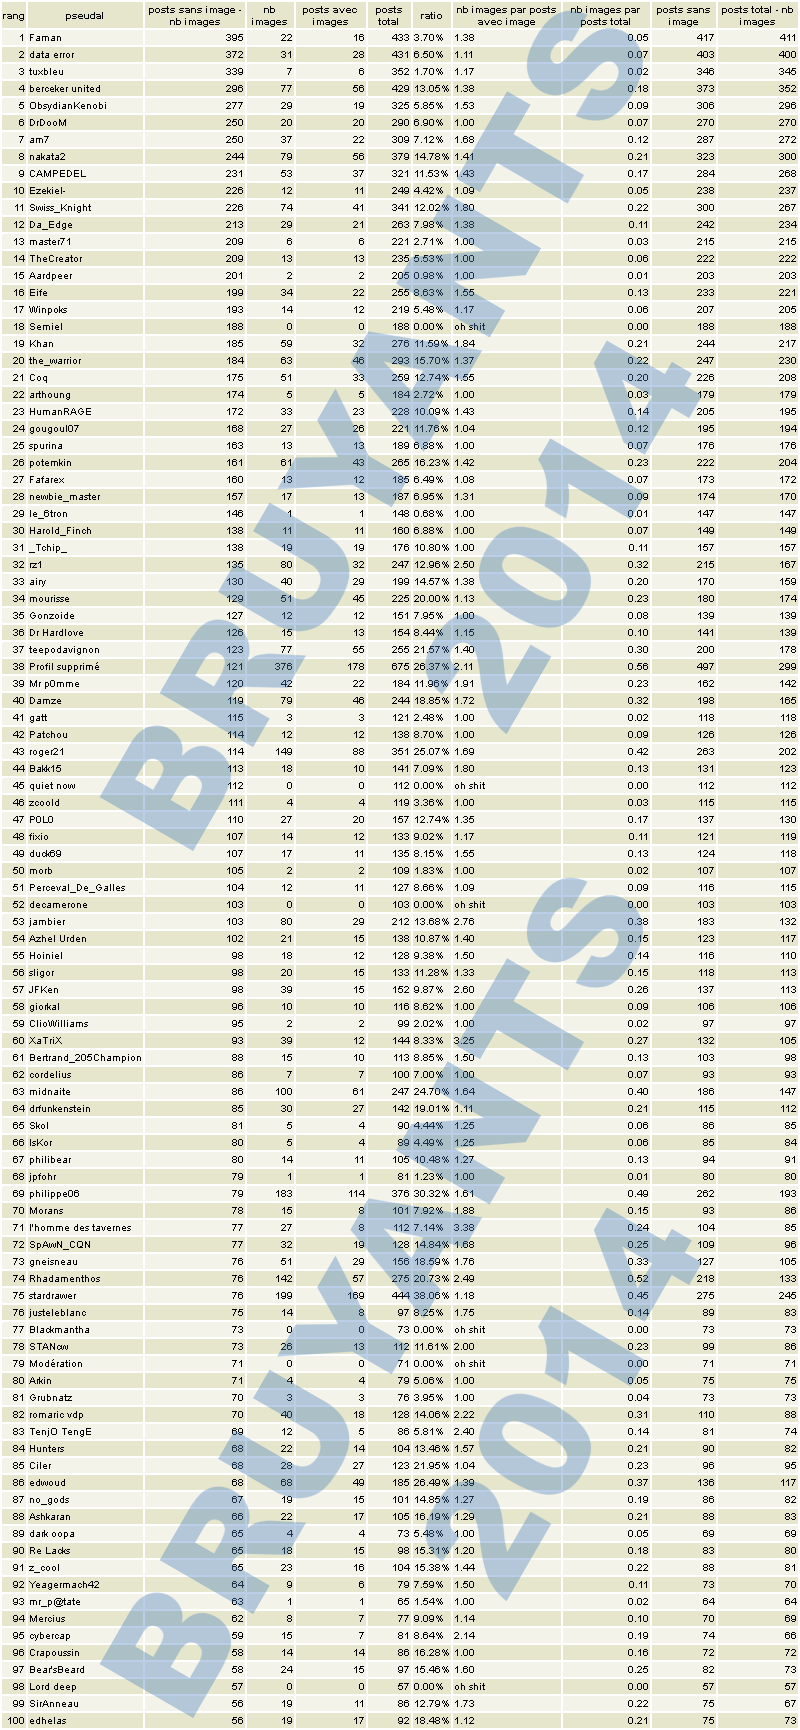 rang pseudal posts sans image - nb images nb images posts avec images posts total ratio nb images par posts avec image nb images par posts total posts sans image posts total - nb images
1 Faman 395 22 16 433 3.70% 1.38 0.05 417 411
2 data error 372 31 28 431 6.50% 1.11 0.07 403 400
3 tuxbleu 339 7 6 352 1.70% 1.17 0.02 346 345
4 berceker united 296 77 56 429 13.05% 1.38 0.18 373 352
5 ObsydianKenobi 277 29 19 325 5.85% 1.53 0.09 306 296
6 DrDooM 250 20 20 290 6.90% 1.00 0.07 270 270
7 am7 250 37 22 309 7.12% 1.68 0.12 287 272
8 nakata2 244 79 56 379 14.78% 1.41 0.21 323 300
9 CAMPEDEL 231 53 37 321 11.53% 1.43 0.17 284 268
10 Ezekiel- 226 12 11 249 4.42% 1.09 0.05 238 237
11 Swiss_Knight 226 74 41 341 12.02% 1.80 0.22 300 267
12 Da_Edge 213 29 21 263 7.98% 1.38 0.11 242 234
13 master71 209 6 6 221 2.71% 1.00 0.03 215 215
14 TheCreator 209 13 13 235 5.53% 1.00 0.06 222 222
15 Aardpeer 201 2 2 205 0.98% 1.00 0.01 203 203
16 Eife 199 34 22 255 8.63% 1.55 0.13 233 221
17 Winpoks 193 14 12 219 5.48% 1.17 0.06 207 205
18 Semiel 188 0 0 188 0.00% oh shit 0.00 188 188
19 Khan 185 59 32 276 11.59% 1.84 0.21 244 217
20 the_warrior 184 63 46 293 15.70% 1.37 0.22 247 230
21 Coq 175 51 33 259 12.74% 1.55 0.20 226 208
22 arthoung 174 5 5 184 2.72% 1.00 0.03 179 179
23 HumanRAGE 172 33 23 228 10.09% 1.43 0.14 205 195
24 gougoul07 168 27 26 221 11.76% 1.04 0.12 195 194
25 spurina 163 13 13 189 6.88% 1.00 0.07 176 176
26 potemkin 161 61 43 265 16.23% 1.42 0.23 222 204
27 Fafarex 160 13 12 185 6.49% 1.08 0.07 173 172
28 newbie_master 157 17 13 187 6.95% 1.31 0.09 174 170
29 le_6tron 146 1 1 148 0.68% 1.00 0.01 147 147
30 Harold_Finch 138 11 11 160 6.88% 1.00 0.07 149 149
31 _Tchip_ 138 19 19 176 10.80% 1.00 0.11 157 157
32 rz1 135 80 32 247 12.96% 2.50 0.32 215 167
33 airy 130 40 29 199 14.57% 1.38 0.20 170 159
34 mourisse 129 51 45 225 20.00% 1.13 0.23 180 174
35 Gonzoide 127 12 12 151 7.95% 1.00 0.08 139 139
36 Dr Hardlove 126 15 13 154 8.44% 1.15 0.10 141 139
37 teepodavignon 123 77 55 255 21.57% 1.40 0.30 200 178
38 Profil supprimé 121 376 178 675 26.37% 2.11 0.56 497 299
39 Mr p0mme 120 42 22 184 11.96% 1.91 0.23 162 142
40 Damze 119 79 46 244 18.85% 1.72 0.32 198 165
41 gatt 115 3 3 121 2.48% 1.00 0.02 118 118
42 Patchou 114 12 12 138 8.70% 1.00 0.09 126 126
43 roger21 114 149 88 351 25.07% 1.69 0.42 263 202
44 Bakk15 113 18 10 141 7.09% 1.80 0.13 131 123
45 quiet now 112 0 0 112 0.00% oh shit 0.00 112 112
46 zcoold 111 4 4 119 3.36% 1.00 0.03 115 115
47 P0L0 110 27 20 157 12.74% 1.35 0.17 137 130
48 fixio 107 14 12 133 9.02% 1.17 0.11 121 119
49 duck69 107 17 11 135 8.15% 1.55 0.13 124 118
50 morb 105 2 2 109 1.83% 1.00 0.02 107 107
51 Perceval_De_Galles 104 12 11 127 8.66% 1.09 0.09 116 115
52 decamerone 103 0 0 103 0.00% oh shit 0.00 103 103
53 jambier 103 80 29 212 13.68% 2.76 0.38 183 132
54 Azhel Urden 102 21 15 138 10.87% 1.40 0.15 123 117
55 Hoiniel 98 18 12 128 9.38% 1.50 0.14 116 110
56 sligor 98 20 15 133 11.28% 1.33 0.15 118 113
57 JFKen 98 39 15 152 9.87% 2.60 0.26 137 113
58 giorkal 96 10 10 116 8.62% 1.00 0.09 106 106
59 ClioWilliams 95 2 2 99 2.02% 1.00 0.02 97 97
60 XaTriX 93 39 12 144 8.33% 3.25 0.27 132 105
61 Bertrand_205Champion 88 15 10 113 8.85% 1.50 0.13 103 98
62 cordelius 86 7 7 100 7.00% 1.00 0.07 93 93
63 midnaite 86 100 61 247 24.70% 1.64 0.40 186 147
64 drfunkenstein 85 30 27 142 19.01% 1.11 0.21 115 112
65 Skol 81 5 4 90 4.44% 1.25 0.06 86 85
66 IsKor 80 5 4 89 4.49% 1.25 0.06 85 84
67 philibear 80 14 11 105 10.48% 1.27 0.13 94 91
68 jpfohr 79 1 1 81 1.23% 1.00 0.01 80 80
69 philippe06 79 183 114 376 30.32% 1.61 0.49 262 193
70 Morans 78 15 8 101 7.92% 1.88 0.15 93 86
71 l'homme des tavernes 77 27 8 112 7.14% 3.38 0.24 104 85
72 SpAwN_CQN 77 32 19 128 14.84% 1.68 0.25 109 96
73 gneisneau 76 51 29 156 18.59% 1.76 0.33 127 105
74 Rhadamenthos 76 142 57 275 20.73% 2.49 0.52 218 133
75 stardrawer 76 199 169 444 38.06% 1.18 0.45 275 245
76 justeleblanc 75 14 8 97 8.25% 1.75 0.14 89 83
77 Blackmantha 73 0 0 73 0.00% oh shit 0.00 73 73
78 STANow 73 26 13 112 11.61% 2.00 0.23 99 86
79 Modération 71 0 0 71 0.00% oh shit 0.00 71 71
80 Arkin 71 4 4 79 5.06% 1.00 0.05 75 75
81 Grubnatz 70 3 3 76 3.95% 1.00 0.04 73 73
82 romaric vdp 70 40 18 128 14.06% 2.22 0.31 110 88
83 TenjO TengE 69 12 5 86 5.81% 2.40 0.14 81 74
84 Hunters 68 22 14 104 13.46% 1.57 0.21 90 82
85 Ciler 68 28 27 123 21.95% 1.04 0.23 96 95
86 edwoud 68 68 49 185 26.49% 1.39 0.37 136 117
87 no_gods 67 19 15 101 14.85% 1.27 0.19 86 82
88 Ashkaran 66 22 17 105 16.19% 1.29 0.21 88 83
89 dark oopa 65 4 4 73 5.48% 1.00 0.05 69 69
90 Re Lacks 65 18 15 98 15.31% 1.20 0.18 83 80
91 z_cool 65 23 16 104 15.38% 1.44 0.22 88 81
92 Yeagermach42 64 9 6 79 7.59% 1.50 0.11 73 70
93 mr_p@tate 63 1 1 65 1.54% 1.00 0.02 64 64
94 Mercius 62 8 7 77 9.09% 1.14 0.10 70 69
95 cybercap 59 15 7 81 8.64% 2.14 0.19 74 66
96 Crapoussin 58 14 14 86 16.28% 1.00 0.16 72 72
97 Bear'sBeard 58 24 15 97 15.46% 1.60 0.25 82 73
98 Lord deep 57 0 0 57 0.00% oh shit 0.00 57 57
99 SirAnneau 56 19 11 86 12.79% 1.73 0.22 75 67
100 edhelas 56 19 17 92 18.48% 1.12 0.21 75 73
BRUYANTS
2014
BRUYANTS
2014